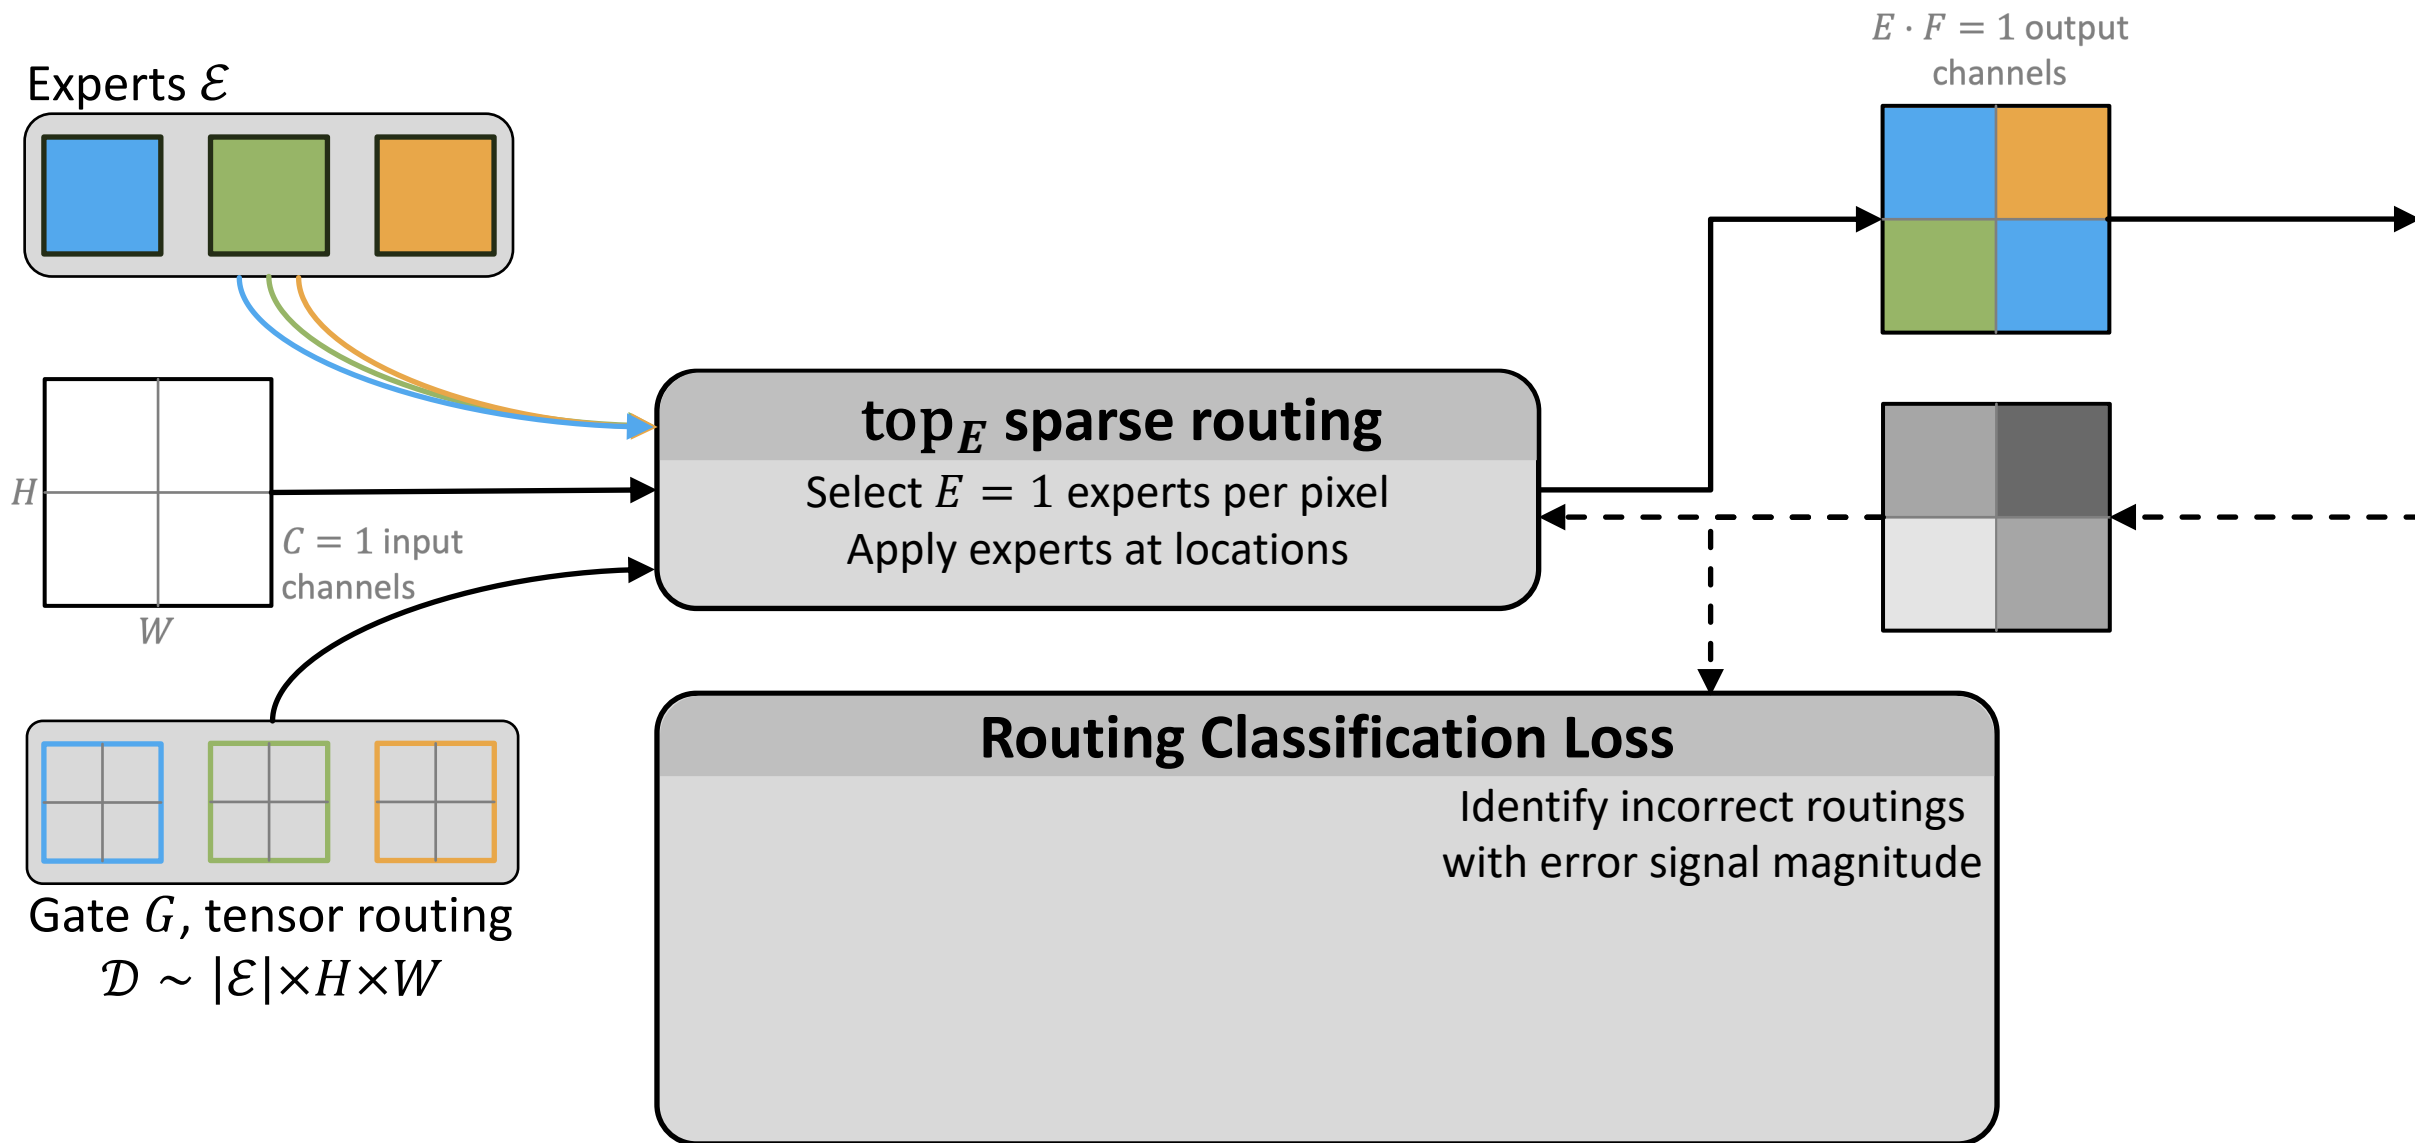 E · F = 1 output
channels
Experts ℰ
top_E sparse routing
Select E = 1 experts per pixel
Apply experts at locations
H
C = 1 input
channels
W
Routing Classification Loss
Identify incorrect routings
with error signal magnitude
Gate G, tensor routing
𝒟 ~ |ℰ|×H×W